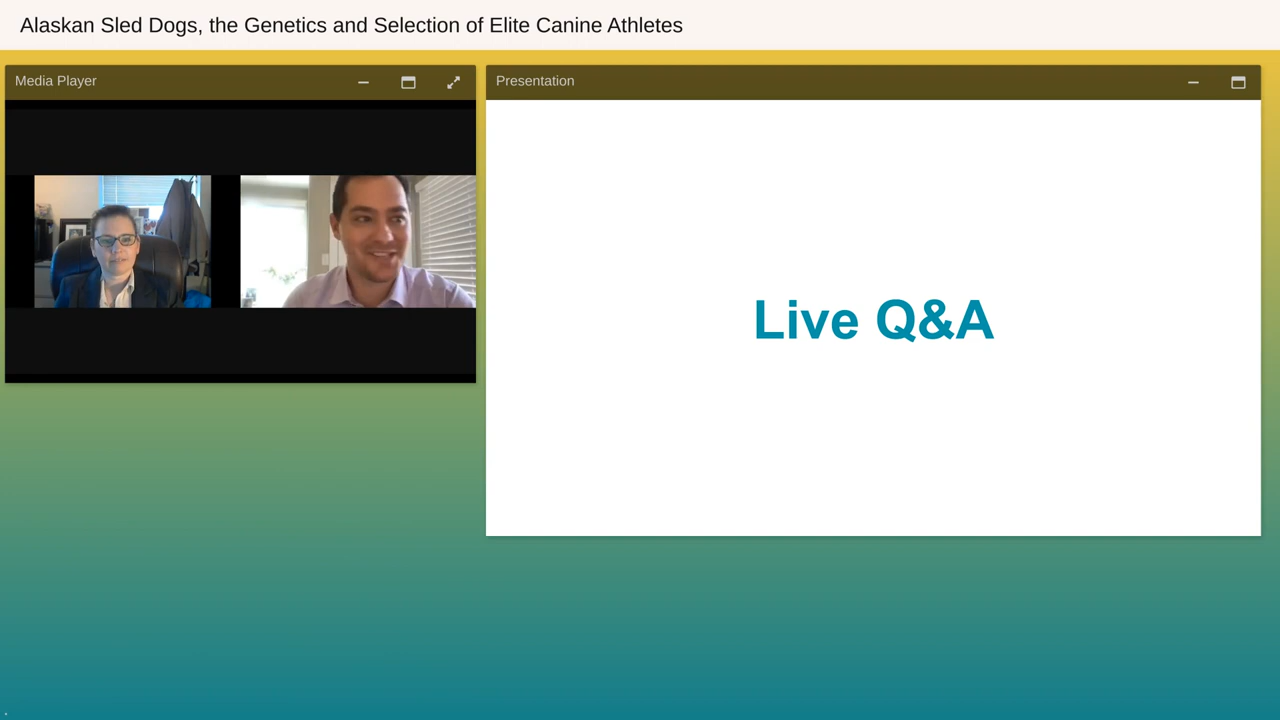 Alaskan Sled Dogs, the Genetics and Selection of Elite Canine Athletes
Media Player
Presentation
Live Q&A